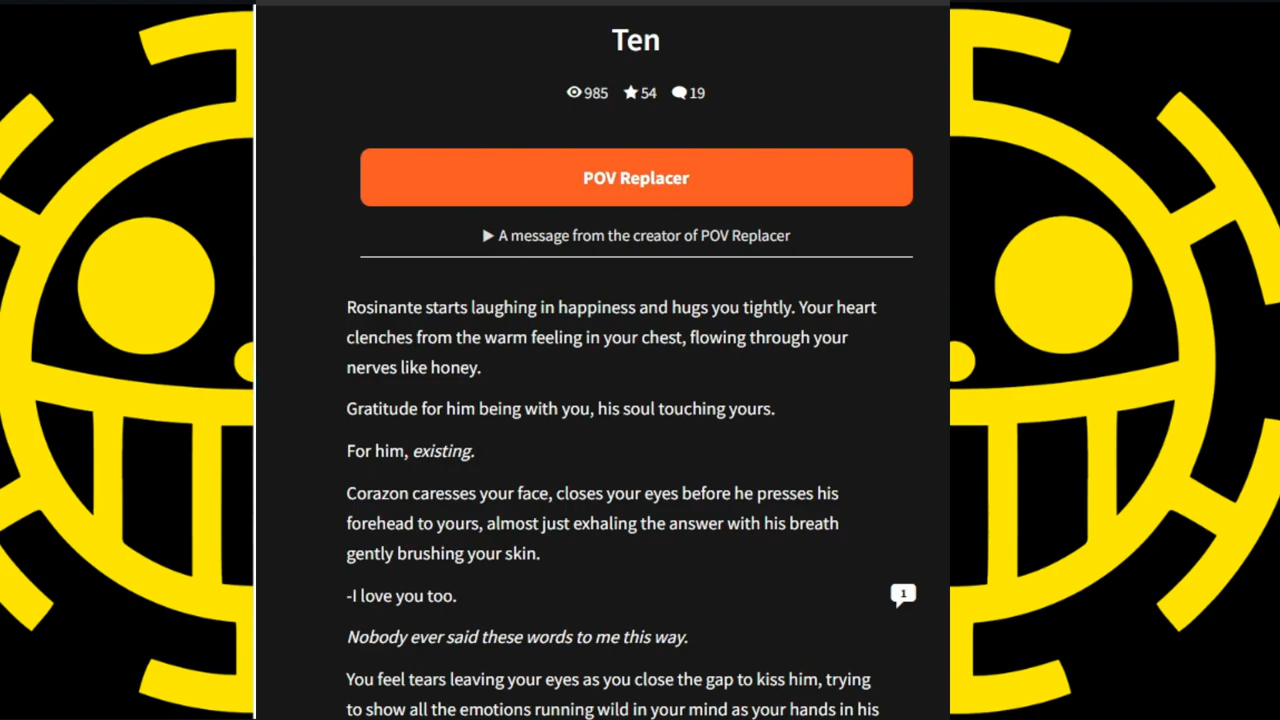 Ten
985 54 19
POV Replacer
▶ A message from the creator of POV Replacer
Rosinante starts laughing in happiness and hugs you tightly. Your heart
clenches from the warm feeling in your chest, flowing through your
nerves like honey.
Gratitude for him being with you, his soul touching yours.
For him, existing.
Corazon caresses your face, closes your eyes before he presses his
forehead to yours, almost just exhaling the answer with his breath
gently brushing your skin.
-I love you too.
1
Nobody ever said these words to me this way.
You feel tears leaving your eyes as you close the gap to kiss him, trying
to show all the emotions running wild in your mind as your hands in his